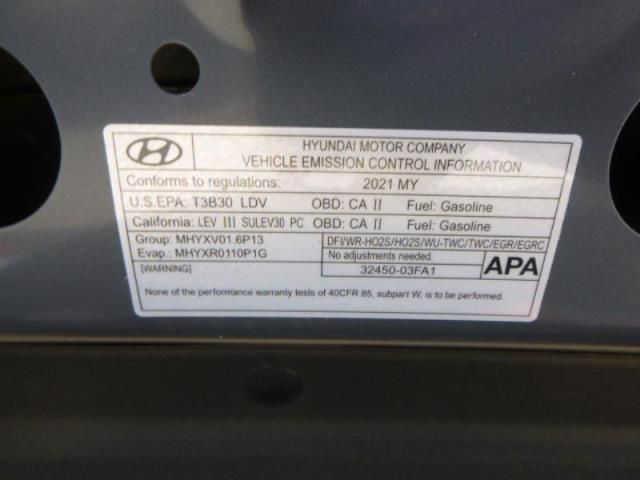 HYUNDAI MOTOR COMPANY
VEHICLE EMISSION CONTROL INFORMATION
Conforms to regulations: 2021 MY
U.S.EPA: T3B30 LDV OBD: CA II Fuel: Gasoline
California: LEV III SULEV30 PC OBD: CA II Fuel: Gasoline
Group: MHYXV01.6P13 DFI/WR-HO2S/HO2S/WU-TWC/TWC/EGR/EGRC
Evap.: MHYXR0110P1G No adjustments needed.
[WARNING] 32450-03FA1 APA
None of the performance warranty tests of 40CFR 85, subpart W, is to be performed.